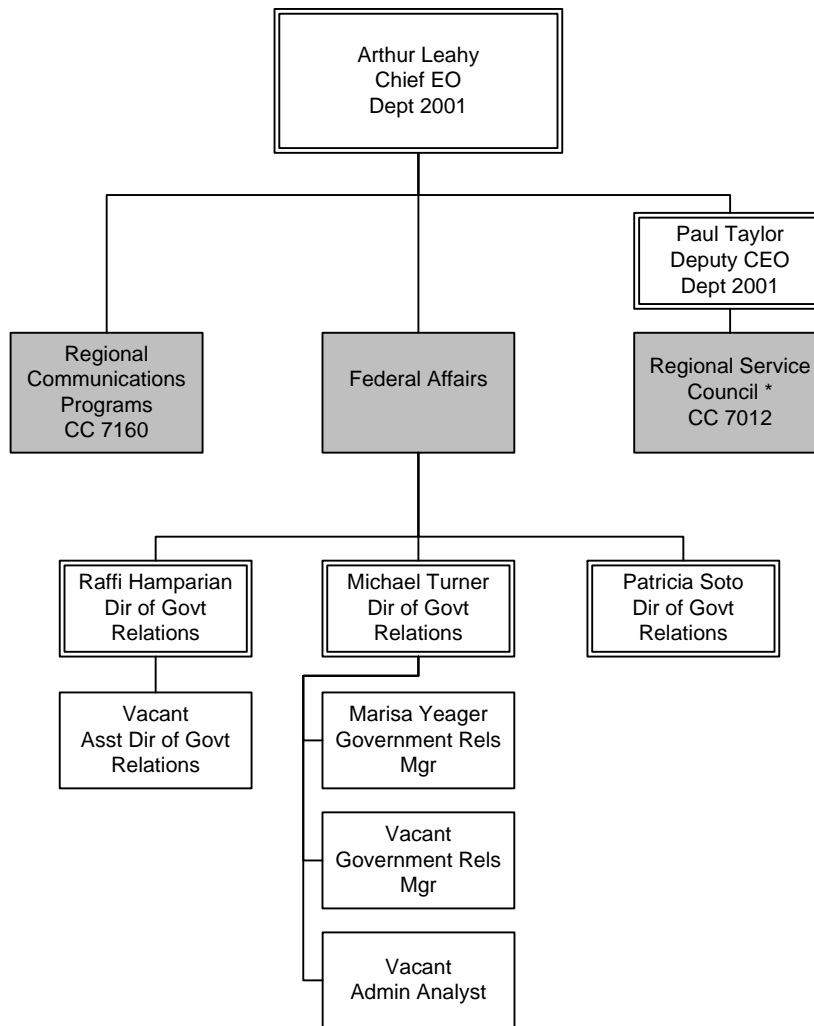 Arthur Leahy
Chief EO
Dept 2001
Paul Taylor
Deputy CEO
Dept 2001
Regional
Communications
Programs
CC 7160
Federal Affairs
Regional Service
Council *
CC 7012
Raffi Hamparian
Dir of Govt
Relations
Michael Turner
Dir of Govt
Relations
Patricia Soto
Dir of Govt
Relations
Vacant
Asst Dir of Govt
Relations
Marisa Yeager
Government Rels
Mgr
Vacant
Government Rels
Mgr
Vacant
Admin Analyst